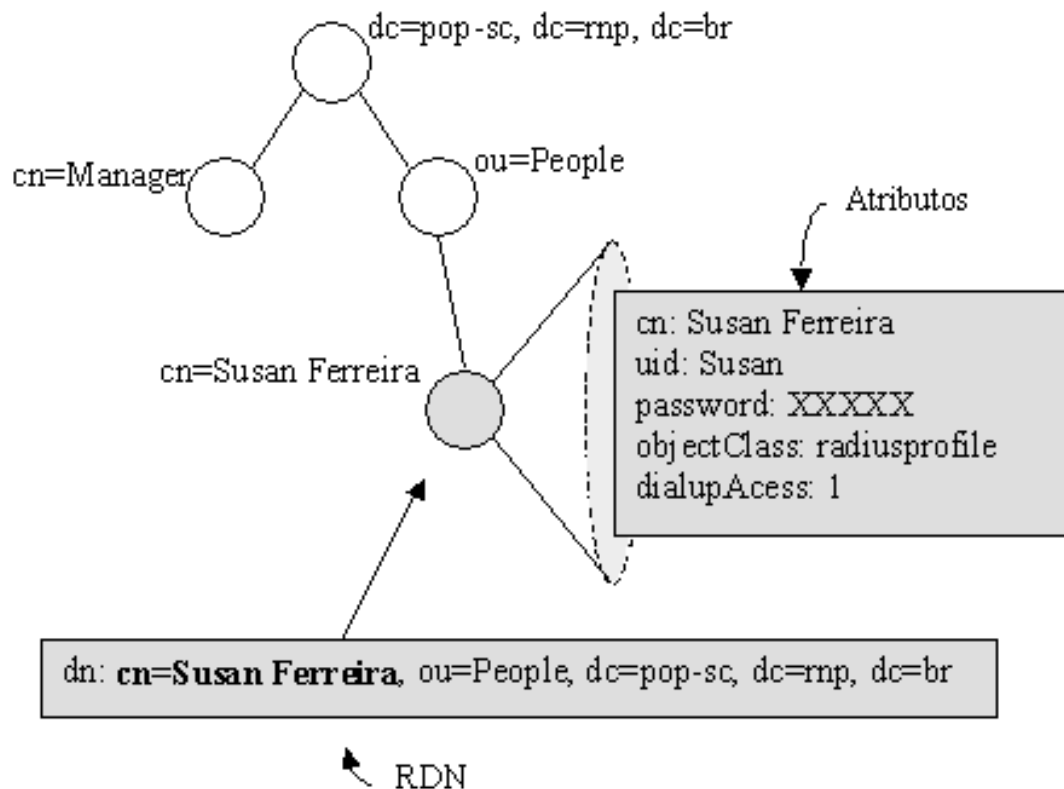 dc=pop-sc, dc=rnp, dc=br
cn=Manager
ou=People
Atributos
cn: Susan Ferreira
uid: Susan
password: XXXXX
objectClass: radiusprofile
dialupAcess: 1
cn=Susan Ferreira
dn: cn=Susan Ferreira, ou=People, dc=pop-sc, dc=rnp, dc=br
RDN